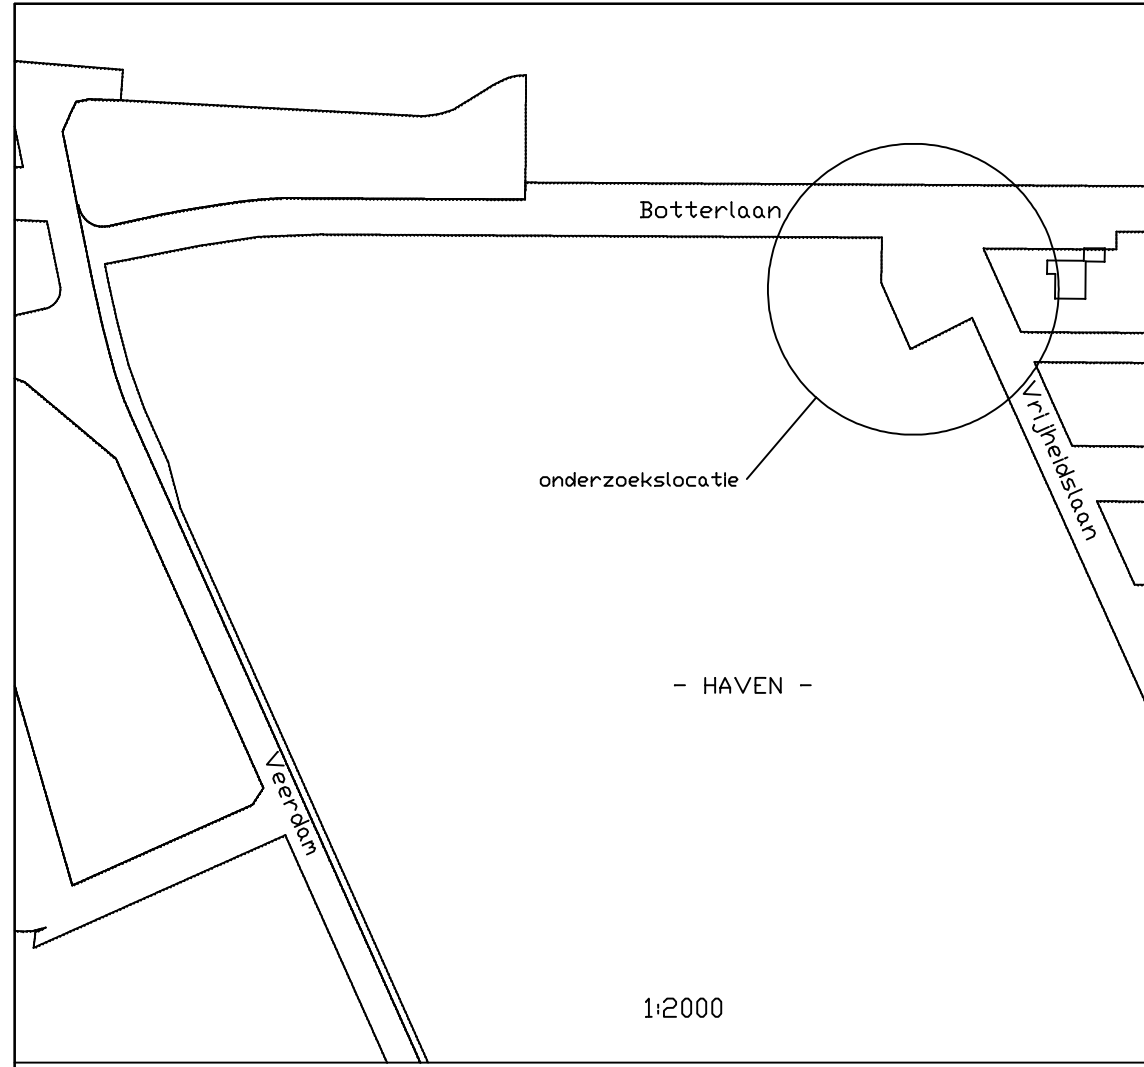 Botterlaan
Vrijheidslaan
onderzoekslocatie
- HAVEN -
Veerdam
1:2000